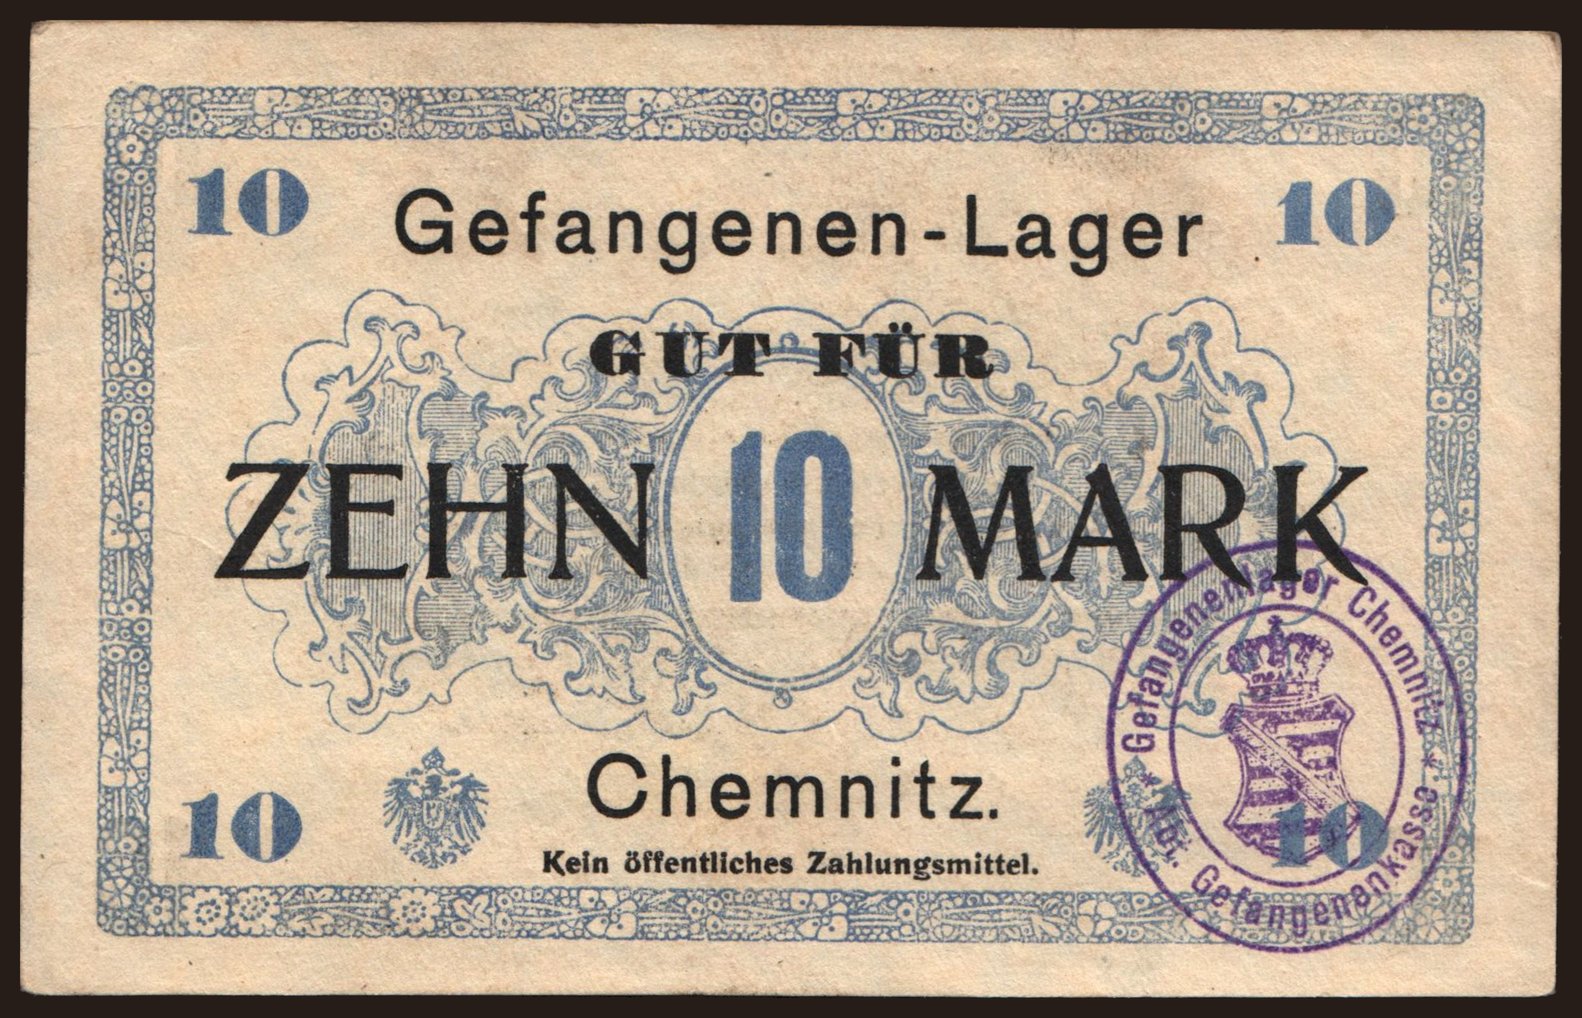 10 10
Gefangenen-Lager
GUT FÜR
ZEHN 10 MARK
Chemnitz.
Kein öffentliches Zahlungsmittel.
10 10
Gefangenenlager Chemnitz
* Abt. Gefangenenkasse *